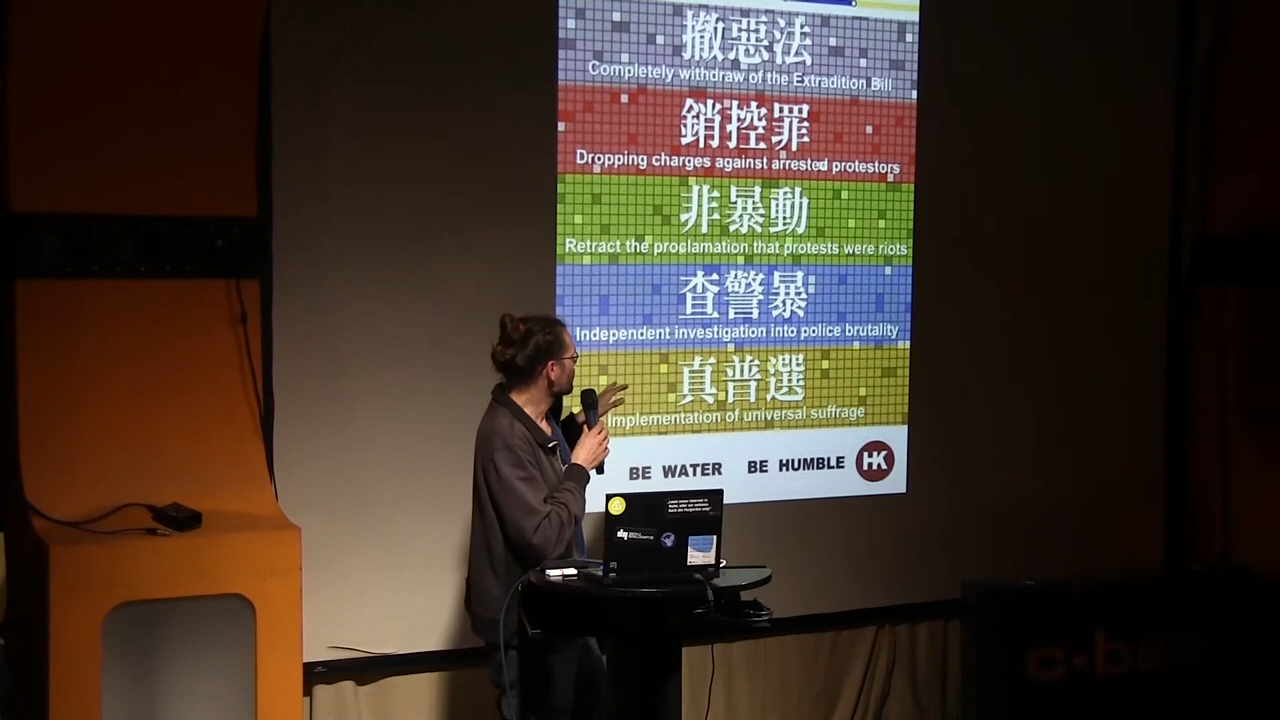 撤惡法
Completely withdraw of the Extradition Bill
銷控罪
Dropping charges against arrested protestors
非暴動
Retract the proclamation that protests were riots
查警暴
Independent investigation into police brutality
真普選
Implementation of universal suffrage
BE WATER BE HUMBLE HK